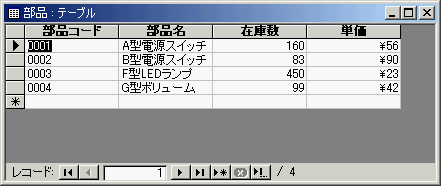 部品 : テーブル
部品コード 部品名 在庫数 単価
0001 A型電源スイッチ 160 ¥56
0002 B型電源スイッチ 83 ¥90
0003 F型LEDランプ 450 ¥23
0004 G型ボリューム 99 ¥42
レコード: 1 / 4